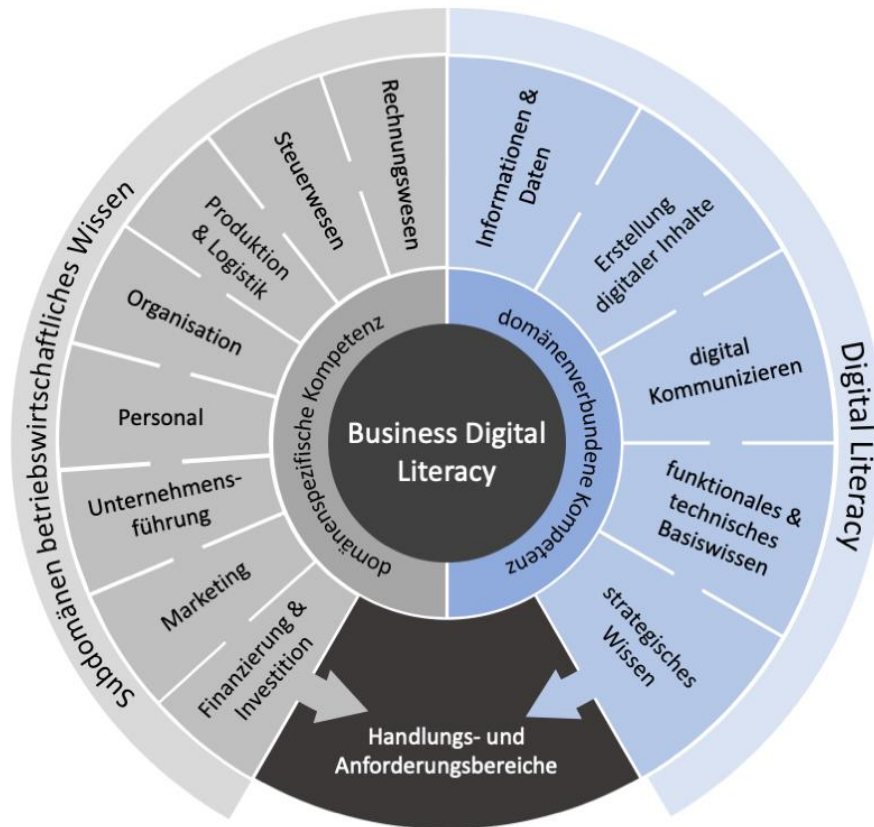 Subdomänen betriebswirtschaftliches Wissen
Rechnungswesen
Steuerwesen
Produktion
& Logistik
Organisation
Personal
Unternehmens-
führung
Marketing
Finanzierung &
Investition
domänenspezifische Kompetenz
Business Digital
Literacy
domänenverbundene Kompetenz
Informationen &
Daten
Erstellung
digitaler Inhalte
digital
Kommunizieren
funktionales &
technisches
Basiswissen
strategisches
Wissen
Digital Literacy
Handlungs- und
Anforderungsbereiche